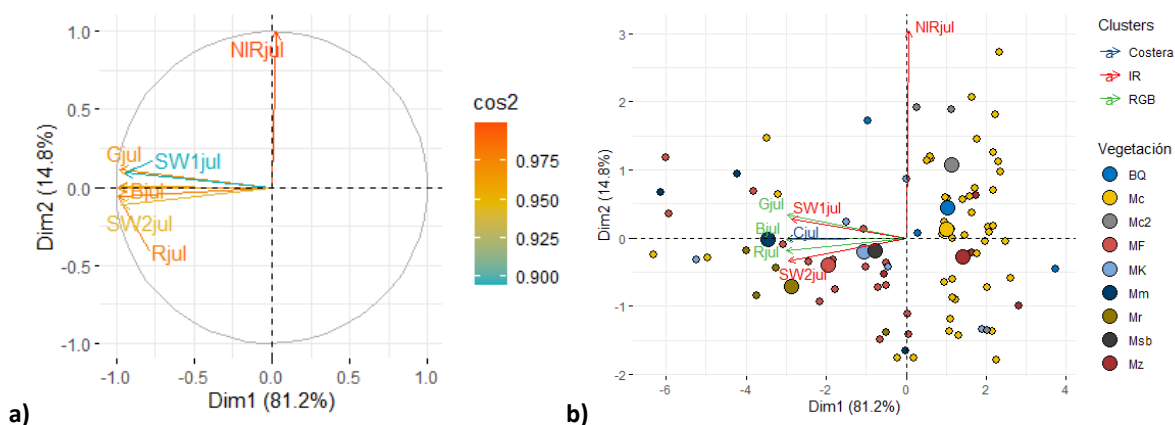 NIRjul
Gjul
SW1jul
Bjul
SW2jul
Rjul
1.0
0.5
0.0
-0.5
-1.0
-1.0
-0.5
0.0
0.5
1.0
Dim2 (14.8%)
Dim1 (81.2%)
cos2
0.975
0.950
0.925
0.900
a)
NIRjul
Gjul
SW1jul
Bjul
Cjul
Rjul
SW2jul
3
2
1
0
-1
-2
-6
-4
-2
0
2
4
Dim2 (14.8%)
Dim1 (81.2%)
Clusters
a Costera
a IR
a RGB
Vegetación
BQ
Mc
Mc2
MF
MK
Mm
Mr
Msb
Mz
b)